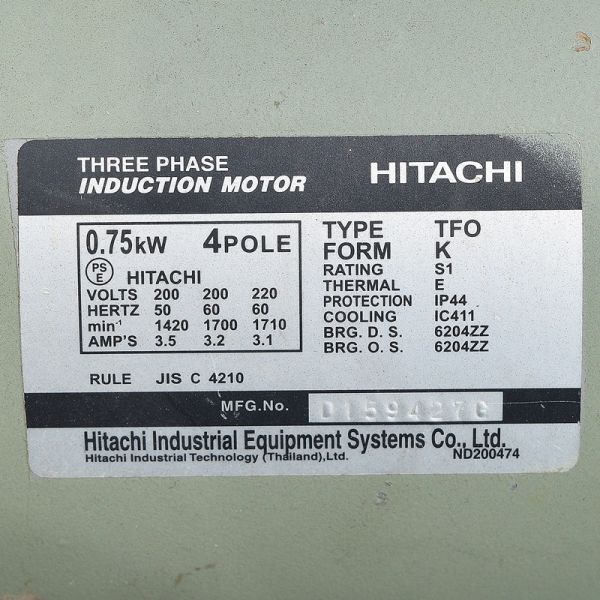 THREE PHASE
INDUCTION MOTOR
HITACHI
0.75kW 4POLE
PS
E
HITACHI
VOLTS 200 200 220
HERTZ 50 60 60
min⁻¹ 1420 1700 1710
AMP'S 3.5 3.2 3.1
TYPE TFO
FORM K
RATING S1
THERMAL E
PROTECTION IP44
COOLING IC411
BRG. D. S. 6204ZZ
BRG. O. S. 6204ZZ
RULE JIS C 4210
MFG.No.
Hitachi Industrial Equipment Systems Co., Ltd.
Hitachi Industrial Technology (Thailand),Ltd.
ND200474